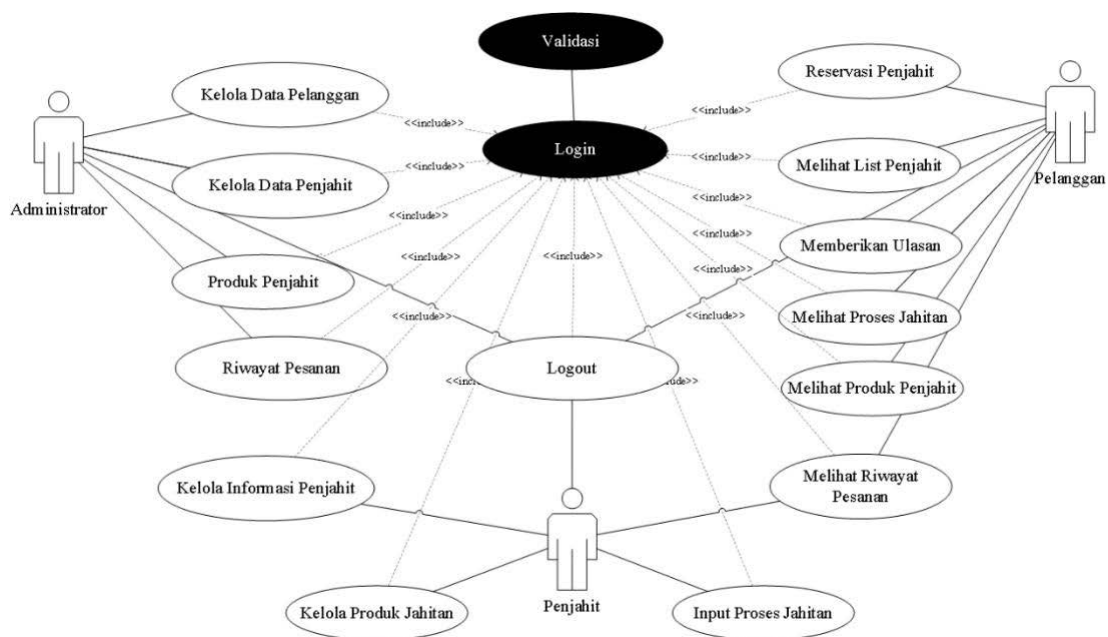 Validasi
Reservasi Penjahit
Kelola Data Pelanggan
<<include>>
<<include>>
Login
<<include>>
<<include>>
Melihat List Penjahit
Pelanggan
Kelola Data Penjahit
Administrator
<<include>>
<<include>>
Memberikan Ulasan
<<include>>
<<include>>
<<include>>
Produk Penjahit
<<include>>
<<include>>
<<include>>
Melihat Proses Jahitan
Riwayat Pesanan
Logout
<<include>>
<<include>>
Melihat Produk Penjahit
Kelola Informasi Penjahit
Melihat Riwayat
Pesanan
Kelola Produk Jahitan
Penjahit
Input Proses Jahitan